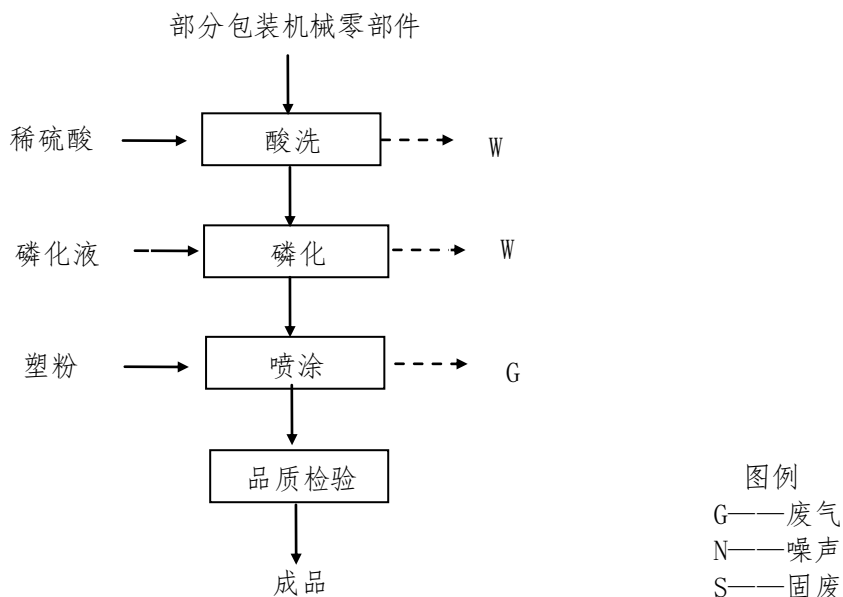 部分包装机械零部件
稀硫酸
酸洗
W
磷化液
磷化
W
塑粉
喷涂
G
品质检验
成品
图例
G——废气
N——噪声
S——固废